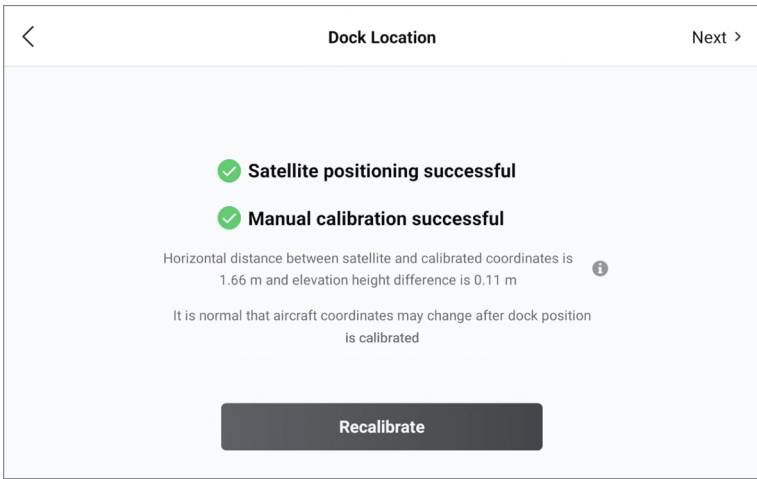 Dock Location
Next >
Satellite positioning successful
Manual calibration successful
Horizontal distance between satellite and calibrated coordinates is
1.66 m and elevation height difference is 0.11 m
It is normal that aircraft coordinates may change after dock position
is calibrated
Recalibrate